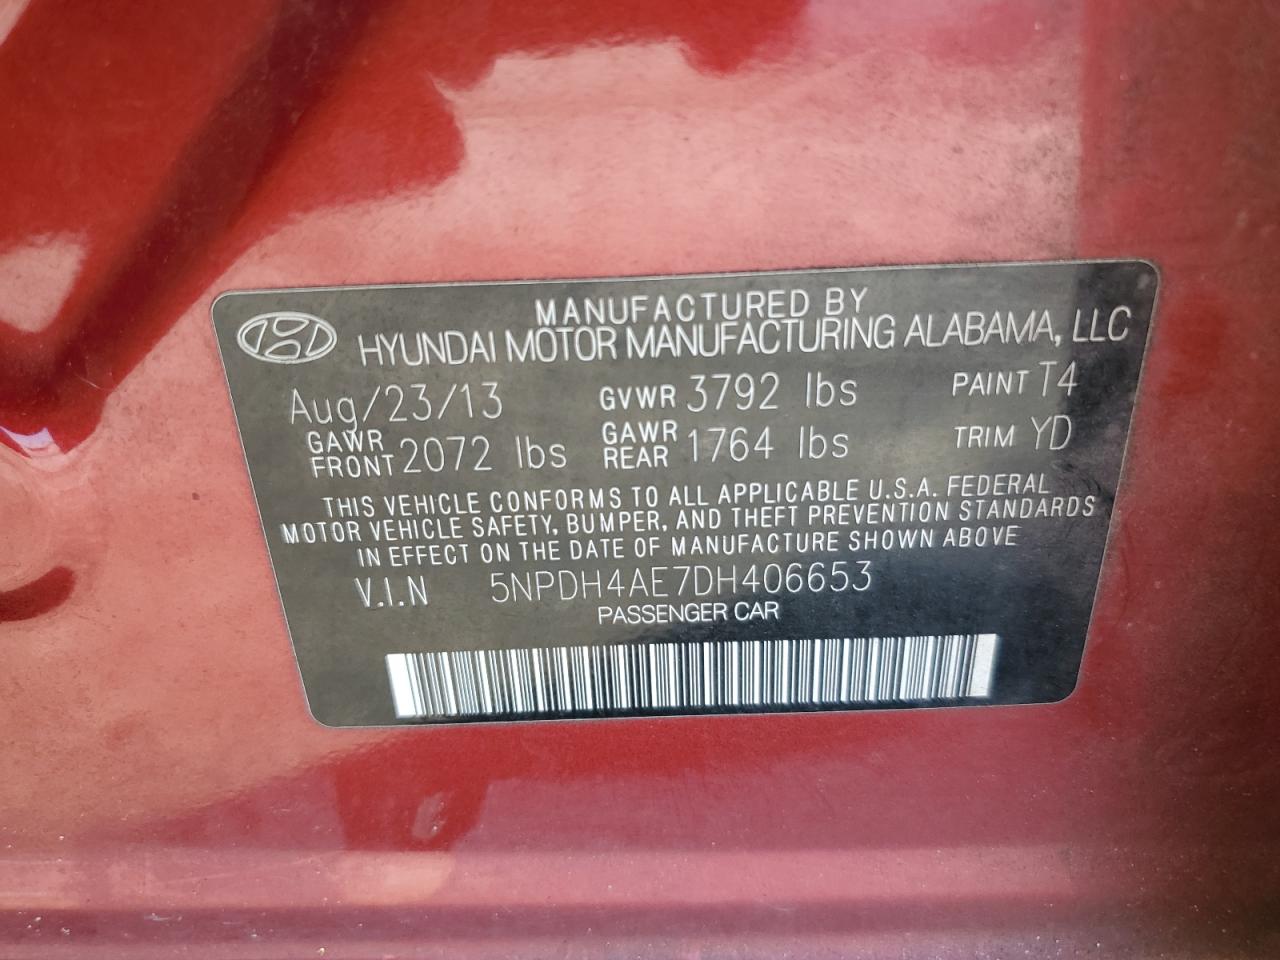 MANUFACTURED BY
HYUNDAI MOTOR MANUFACTURING ALABAMA, LLC
Aug/23/13 GVWR 3792 lbs PAINT T4
GAWR FRONT 2072 lbs GAWR REAR 1764 lbs TRIM YD
THIS VEHICLE CONFORMS TO ALL APPLICABLE U.S.A. FEDERAL
MOTOR VEHICLE SAFETY, BUMPER, AND THEFT PREVENTION STANDARDS
IN EFFECT ON THE DATE OF MANUFACTURE SHOWN ABOVE
V.I.N 5NPDH4AE7DH406653
PASSENGER CAR